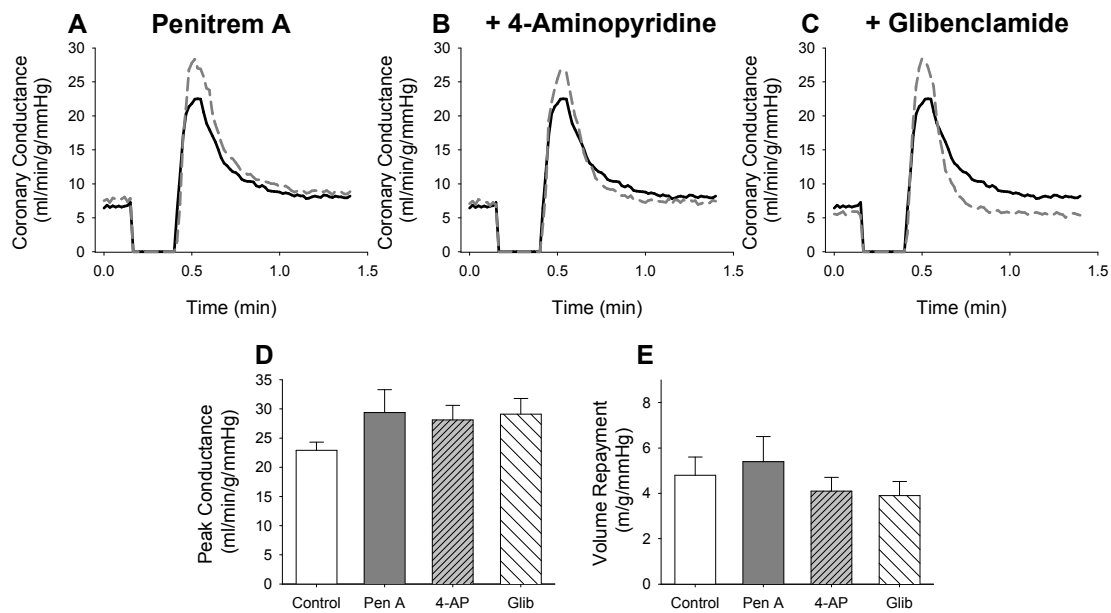 A Penitrem A
Coronary Conductance
(ml/min/g/mmHg)
30
25
20
15
10
5
0
0.0 0.5 1.0 1.5
Time (min)
B + 4-Aminopyridine
Coronary Conductance
(ml/min/g/mmHg)
30
25
20
15
10
5
0
0.0 0.5 1.0 1.5
Time (min)
C + Glibenclamide
Coronary Conductance
(ml/min/g/mmHg)
30
25
20
15
10
5
0
0.0 0.5 1.0 1.5
Time (min)
D
Peak Conductance
(ml/min/g/mmHg)
35
30
25
20
15
10
5
0
Control Pen A 4-AP Glib
E
Volume Repayment
(m/g/mmHg)
8
6
4
2
0
Control Pen A 4-AP Glib